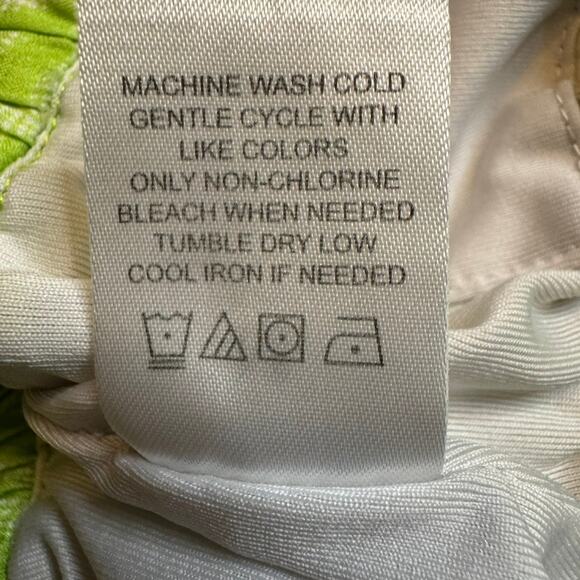 MACHINE WASH COLD
GENTLE CYCLE WITH
LIKE COLORS
ONLY NON-CHLORINE
BLEACH WHEN NEEDED
TUMBLE DRY LOW
COOL IRON IF NEEDED